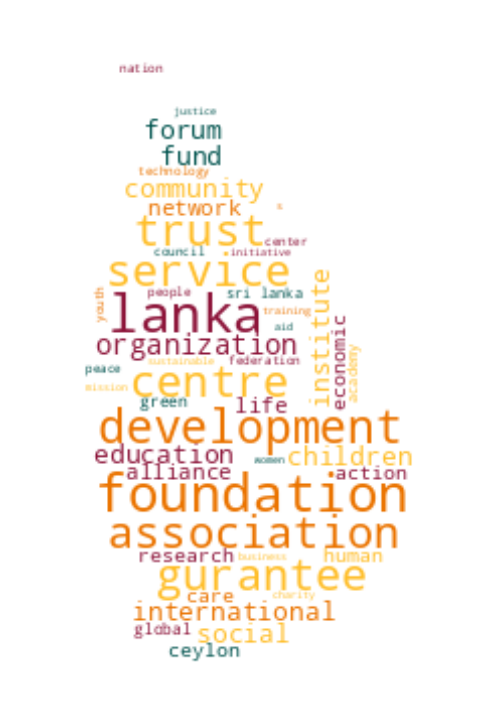 nation
justice
forum
fund
technology
community
network s
trust
center
council initiative
service
institute
people sri lanka
youth
lanka
training
aid
economic
organization
academy
sustainable federation
peace
centre
mission
green life
development
education women children
alliance action
foundation
association
research business human
gurantee
care charity
international
global social
ceylon